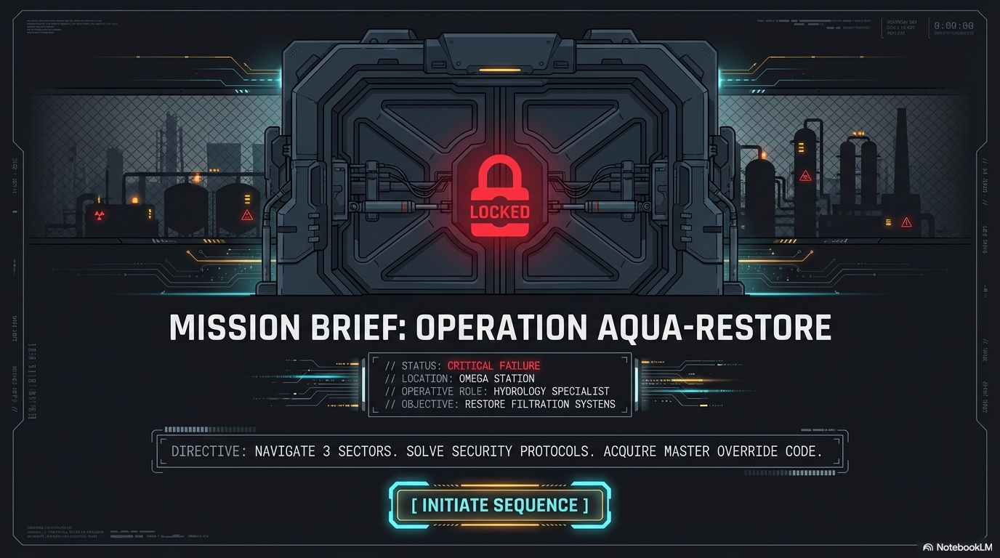 0:00:00
LOCKED
MISSION BRIEF: OPERATION AQUA-RESTORE
// STATUS: CRITICAL FAILURE
// LOCATION: OMEGA STATION
// OPERATIVE ROLE: HYDROLOGY SPECIALIST
// OBJECTIVE: RESTORE FILTRATION SYSTENS
DIRECTIVE: NAVIGATE 3 SECTORS. SOLVE SECURITY PROTOCOLS. ACQUIRE MASTER OVERRIDE CODE.
[ INITIATE SEQUENCE ]
NotebookLM